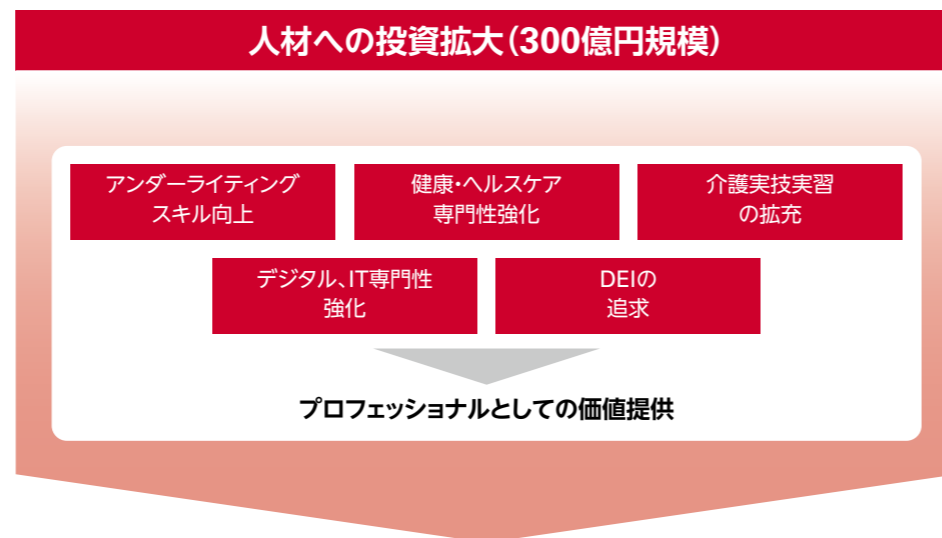 人材への投資拡大(300億円規模)
アンダーライティング
スキル向上
健康・ヘルスケア
専門性強化
介護実技実習
の拡充
デジタル、IT専門性
強化
DEIの
追求
プロフェッショナルとしての価値提供